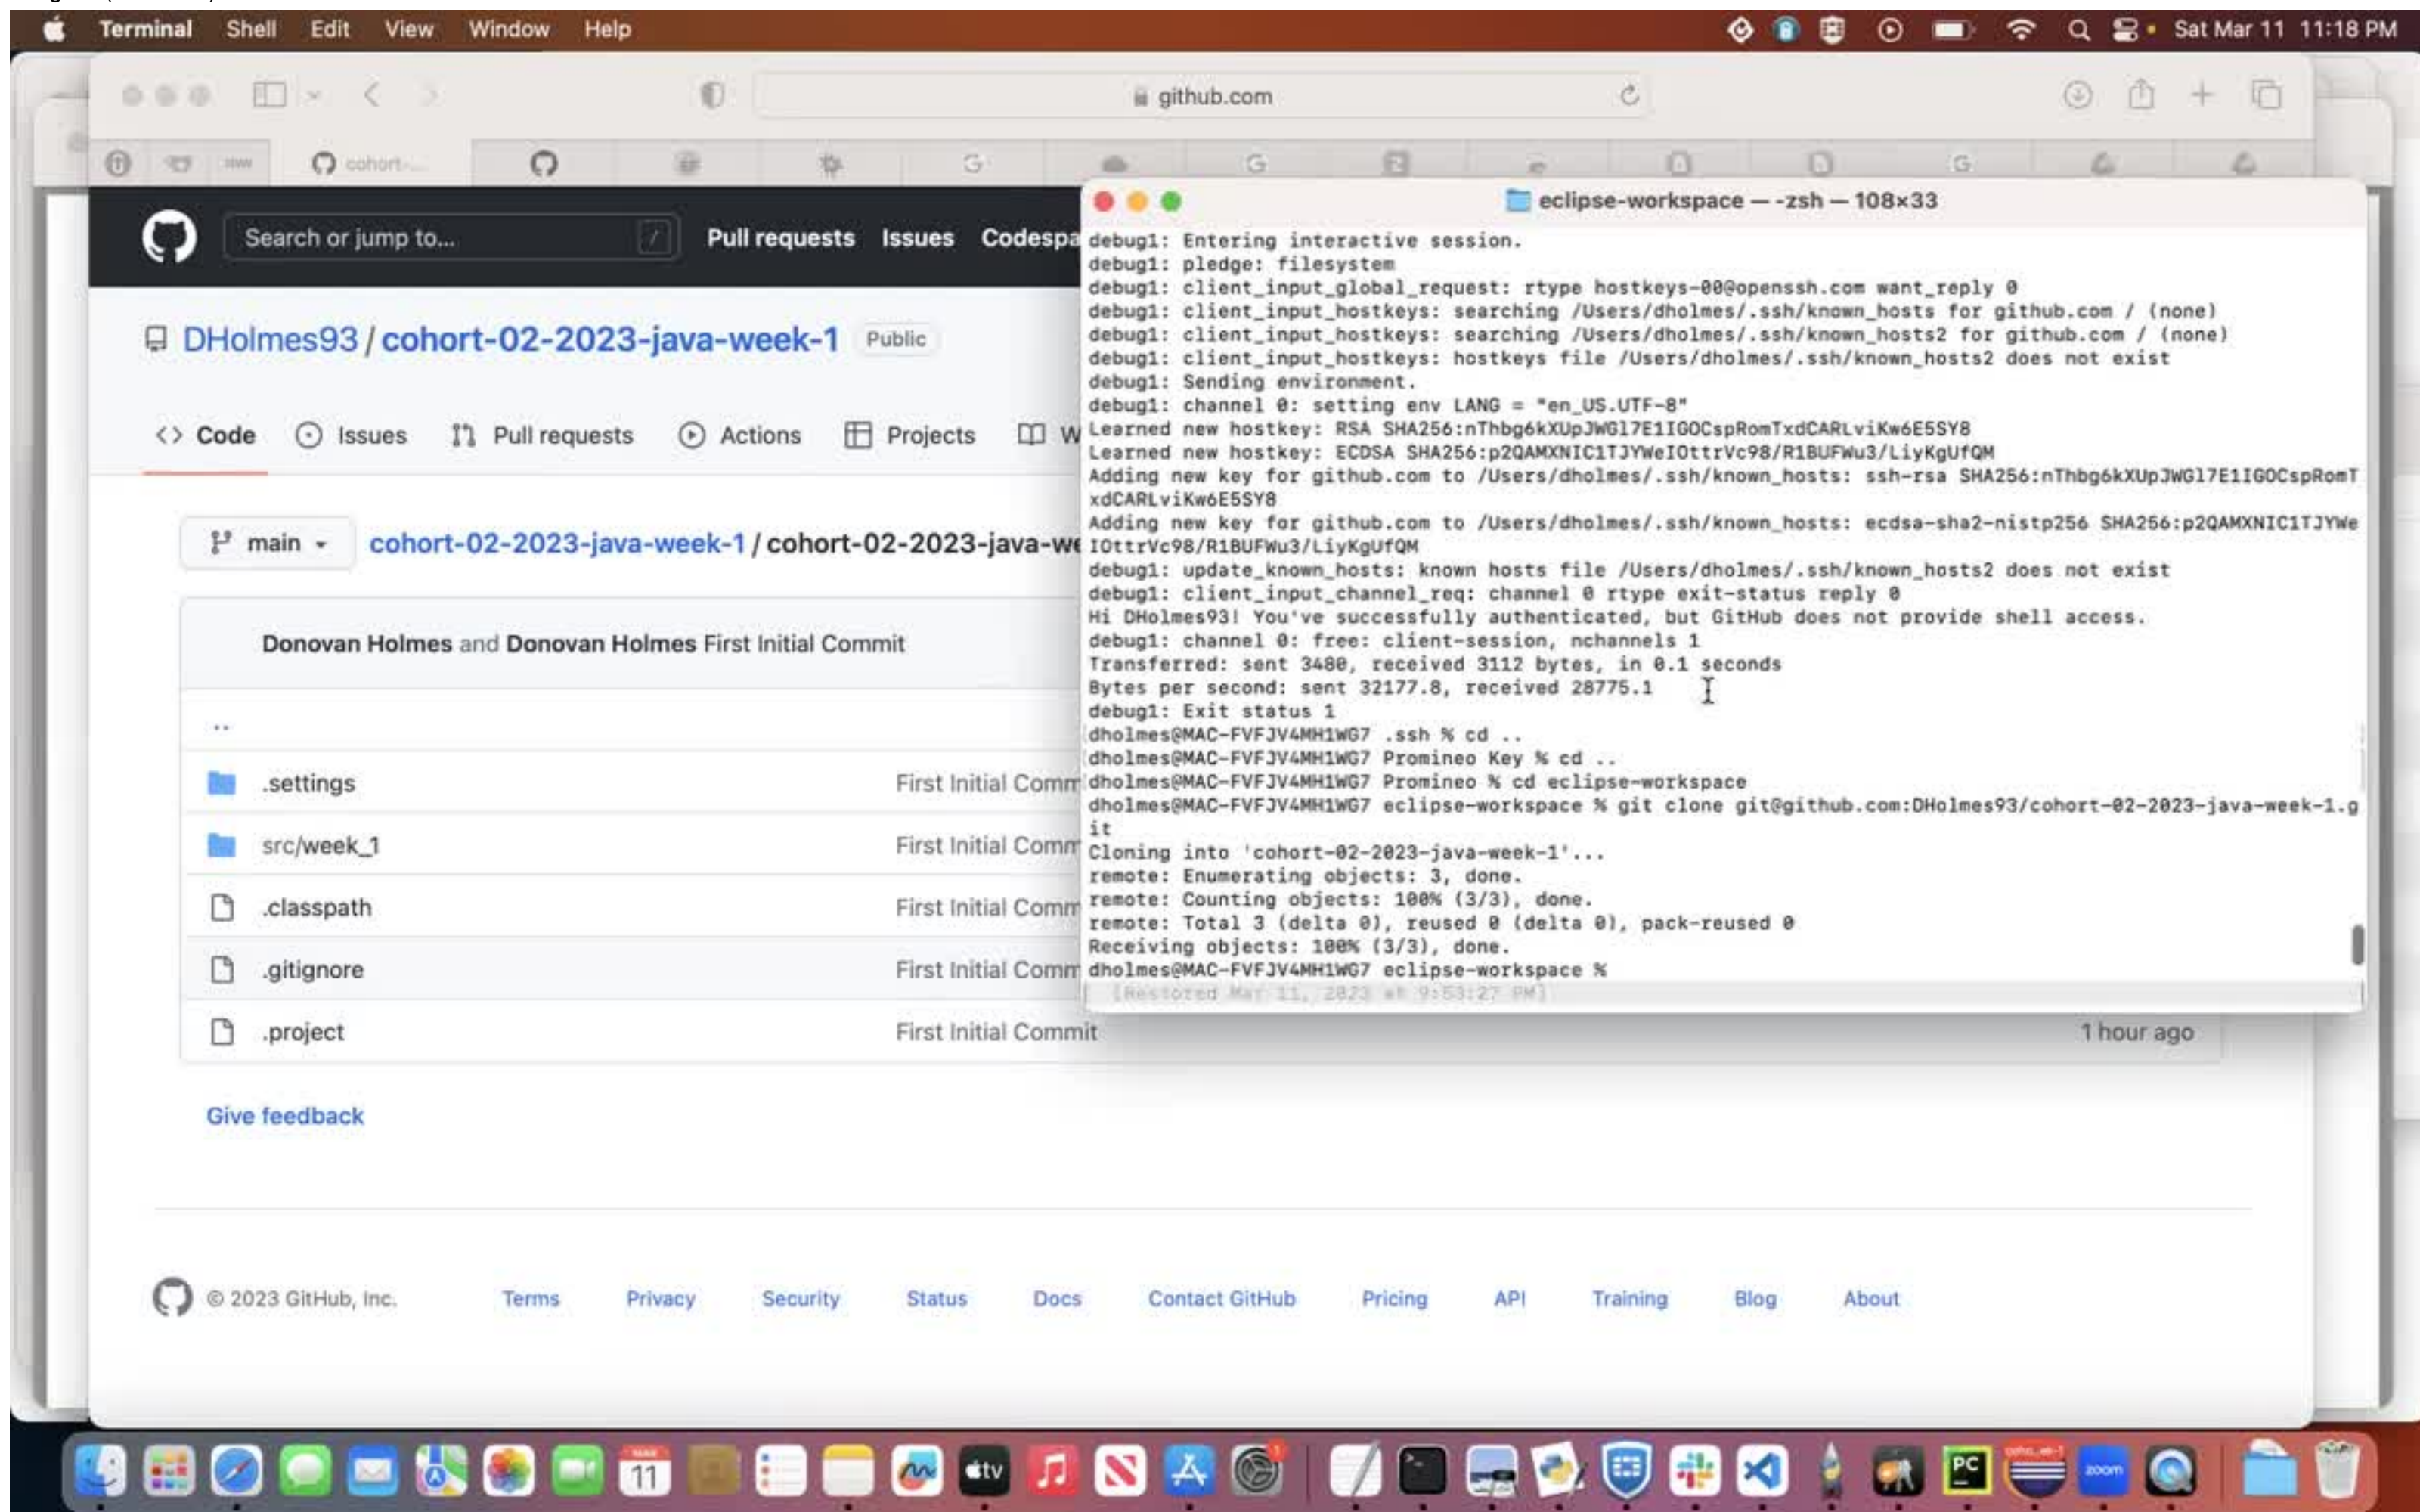 Terminal Shell Edit View Window Help Sat Mar 11 11:18 PM
github.com
cohort-...
Search or jump to... / Pull requests Issues Codespa
DHolmes93 / cohort-02-2023-java-week-1 Public
<> Code Issues Pull requests Actions Projects W
main cohort-02-2023-java-week-1 / cohort-02-2023-java-we
Donovan Holmes and Donovan Holmes First Initial Commit
..
.settings First Initial Comm
src/week_1 First Initial Comm
.classpath First Initial Comm
.gitignore First Initial Comm
.project First Initial Commit 1 hour ago
Give feedback
© 2023 GitHub, Inc. Terms Privacy Security Status Docs Contact GitHub Pricing API Training Blog About
eclipse-workspace — -zsh — 108×33
debug1: Entering interactive session.
debug1: pledge: filesystem
debug1: client_input_global_request: rtype hostkeys-00@openssh.com want_reply 0
debug1: client_input_hostkeys: searching /Users/dholmes/.ssh/known_hosts for github.com / (none)
debug1: client_input_hostkeys: searching /Users/dholmes/.ssh/known_hosts2 for github.com / (none)
debug1: client_input_hostkeys: hostkeys file /Users/dholmes/.ssh/known_hosts2 does not exist
debug1: Sending environment.
debug1: channel 0: setting env LANG = "en_US.UTF-8"
Learned new hostkey: RSA SHA256:nThbg6kXUpJWGl7E1IGOCspRomTxdCARLviKw6E5SY8
Learned new hostkey: ECDSA SHA256:p2QAMXNIC1TJYWeIOttrVc98/R1BUFWu3/LiyKgUfQM
Adding new key for github.com to /Users/dholmes/.ssh/known_hosts: ssh-rsa SHA256:nThbg6kXUpJWGl7E1IGOCspRomT
xdCARLviKw6E5SY8
Adding new key for github.com to /Users/dholmes/.ssh/known_hosts: ecdsa-sha2-nistp256 SHA256:p2QAMXNIC1TJYWe
IOttrVc98/R1BUFWu3/LiyKgUfQM
debug1: update_known_hosts: known hosts file /Users/dholmes/.ssh/known_hosts2 does not exist
debug1: client_input_channel_req: channel 0 rtype exit-status reply 0
Hi DHolmes93! You've successfully authenticated, but GitHub does not provide shell access.
debug1: channel 0: free: client-session, nchannels 1
Transferred: sent 3480, received 3112 bytes, in 0.1 seconds
Bytes per second: sent 32177.8, received 28775.1
debug1: Exit status 1
dholmes@MAC-FVFJV4MH1WG7 .ssh % cd ..
dholmes@MAC-FVFJV4MH1WG7 Promineo Key % cd ..
dholmes@MAC-FVFJV4MH1WG7 Promineo % cd eclipse-workspace
dholmes@MAC-FVFJV4MH1WG7 eclipse-workspace % git clone git@github.com:DHolmes93/cohort-02-2023-java-week-1.g
it
Cloning into 'cohort-02-2023-java-week-1'...
remote: Enumerating objects: 3, done.
remote: Counting objects: 100% (3/3), done.
remote: Total 3 (delta 0), reused 0 (delta 0), pack-reused 0
Receiving objects: 100% (3/3), done.
dholmes@MAC-FVFJV4MH1WG7 eclipse-workspace %
[Restored Mar 11, 2023 at 9:53:27 PM]
MAR
11
tv
PC
zoom